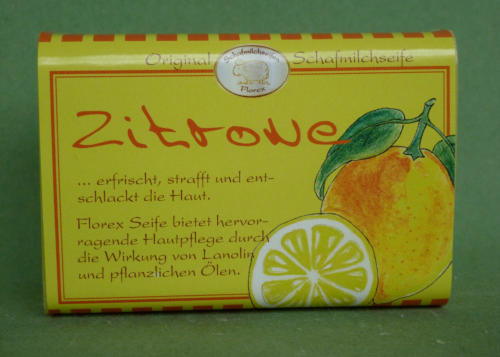 Original Schafmilchseife
Schafmilchseifen
Florex
Zitrone
... erfrischt, strafft und ent-
schlackt die Haut.
Florex Seife bietet hervor-
ragende Hautpflege durch
die Wirkung von Lanolin
und pflanzlichen Ölen.